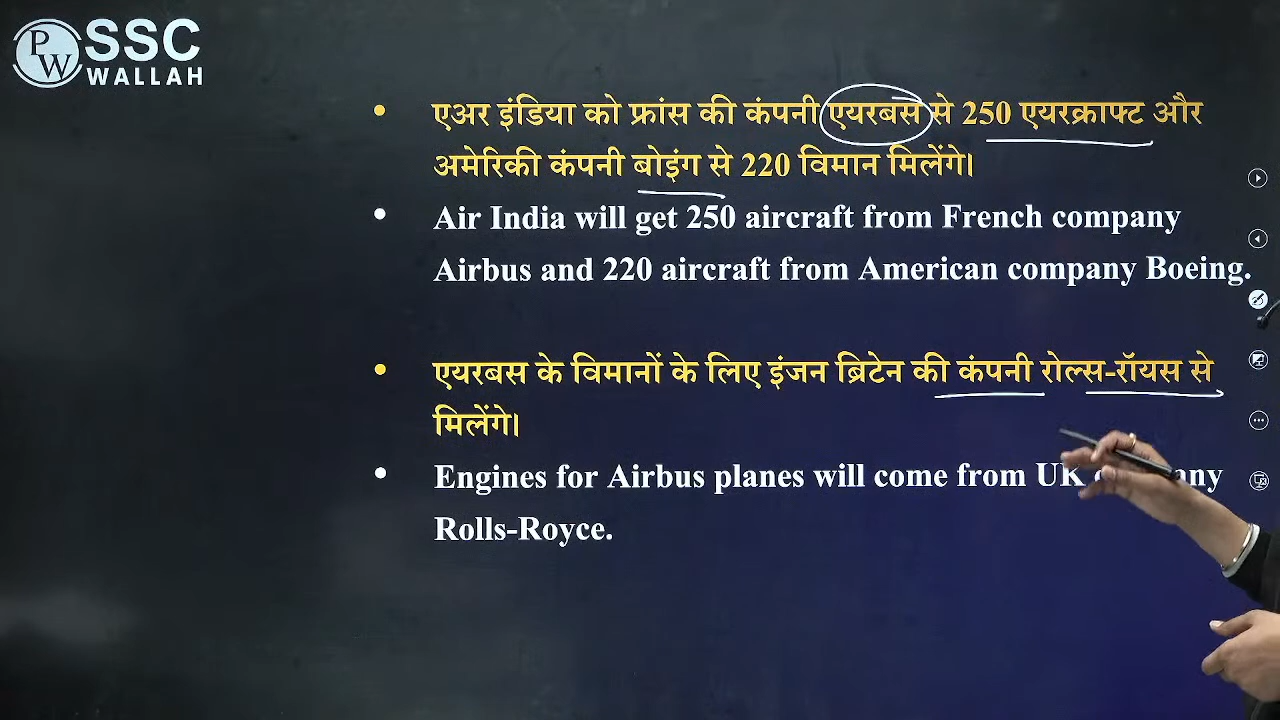 PW SSC
WALLAH
एअर इंडिया को फ्रांस की कंपनी एयरबस से 250 एयरक्राफ्ट और
अमेरिकी कंपनी बोइंग से 220 विमान मिलेंगे।
Air India will get 250 aircraft from French company
Airbus and 220 aircraft from American company Boeing.
एयरबस के विमानों के लिए इंजन ब्रिटेन की कंपनी रोल्स-रॉयस से
मिलेंगे।
Engines for Airbus planes will come from UK
Rolls-Royce.